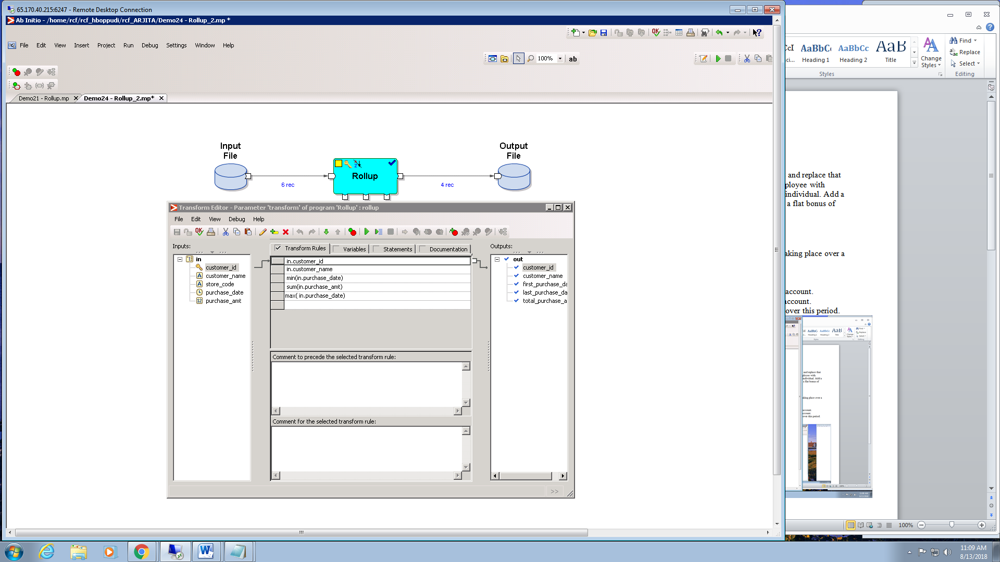 65.170.40.215:6247 - Remote Desktop Connection
Ab Initio - /home/rcf/rcf_hboppudi/rcf_ARJITA/Demo24 - Rollup_2.mp *
File Edit View Insert Project Run Debug Settings Window Help
100% ab
Demo21 - Rollup.mp
Demo24 - Rollup_2.mp*
Input
File
Output
File
Rollup
6 rec
4 rec
Transform Editor - Parameter 'transform' of program 'Rollup' : rollup
File Edit View Debug Help
Inputs:
in
customer_id
customer_name
store_code
purchase_date
purchase_amt
Transform Rules
Variables
Statements
Documentation
in.customer_id
in.customer_name
min(in.purchase_date)
sum(in.purchase_amt)
max( in.purchase_date)
Comment to precede the selected transform rule:
Comment for the selected transform rule:
Outputs:
out
customer_id
customer_name
first_purchase_da
last_purchase_da
total_purchase_a
>>
AaBbCc AaBbCc AaB
Heading 1 Heading 2 Title
Change
Styles
Styles
Find
Replace
Select
Editing
and replace that
ployee with
individual. Add a
a flat bonus of
aking place over a
account.
account.
over this period.
100%
11:09 AM
8/13/2018